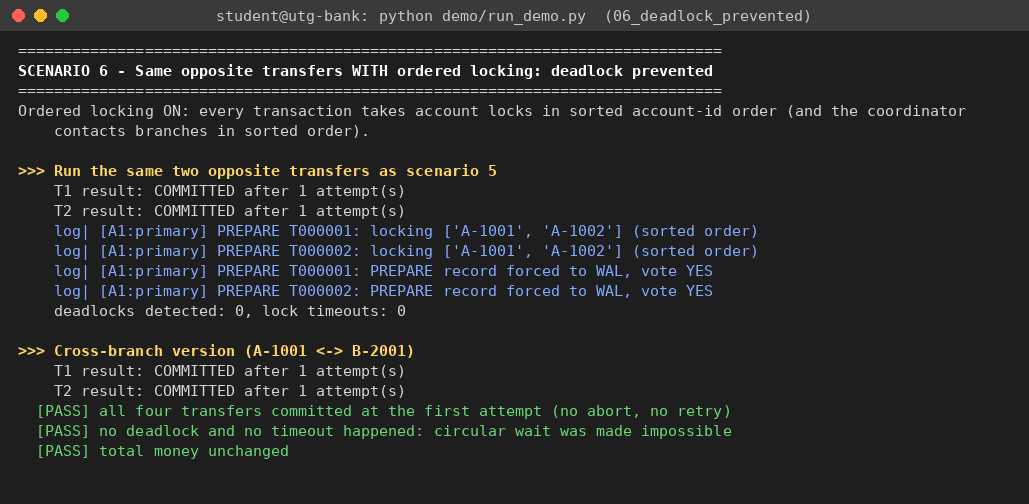 student@utg-bank: python demo/run_demo.py  (06_deadlock_prevented)
==============================================================================
SCENARIO 6 - Same opposite transfers WITH ordered locking: deadlock prevented
==============================================================================
Ordered locking ON: every transaction takes account locks in sorted account-id order (and the coordinator
    contacts branches in sorted order).
>>> Run the same two opposite transfers as scenario 5
    T1 result: COMMITTED after 1 attempt(s)
    T2 result: COMMITTED after 1 attempt(s)
    log| [A1:primary] PREPARE T000001: locking ['A-1001', 'A-1002'] (sorted order)
    log| [A1:primary] PREPARE T000002: locking ['A-1001', 'A-1002'] (sorted order)
    log| [A1:primary] PREPARE T000001: PREPARE record forced to WAL, vote YES
    log| [A1:primary] PREPARE T000002: PREPARE record forced to WAL, vote YES
    deadlocks detected: 0, lock timeouts: 0
>>> Cross-branch version (A-1001 <-> B-2001)
    T1 result: COMMITTED after 1 attempt(s)
    T2 result: COMMITTED after 1 attempt(s)
  [PASS] all four transfers committed at the first attempt (no abort, no retry)
  [PASS] no deadlock and no timeout happened: circular wait was made impossible
  [PASS] total money unchanged